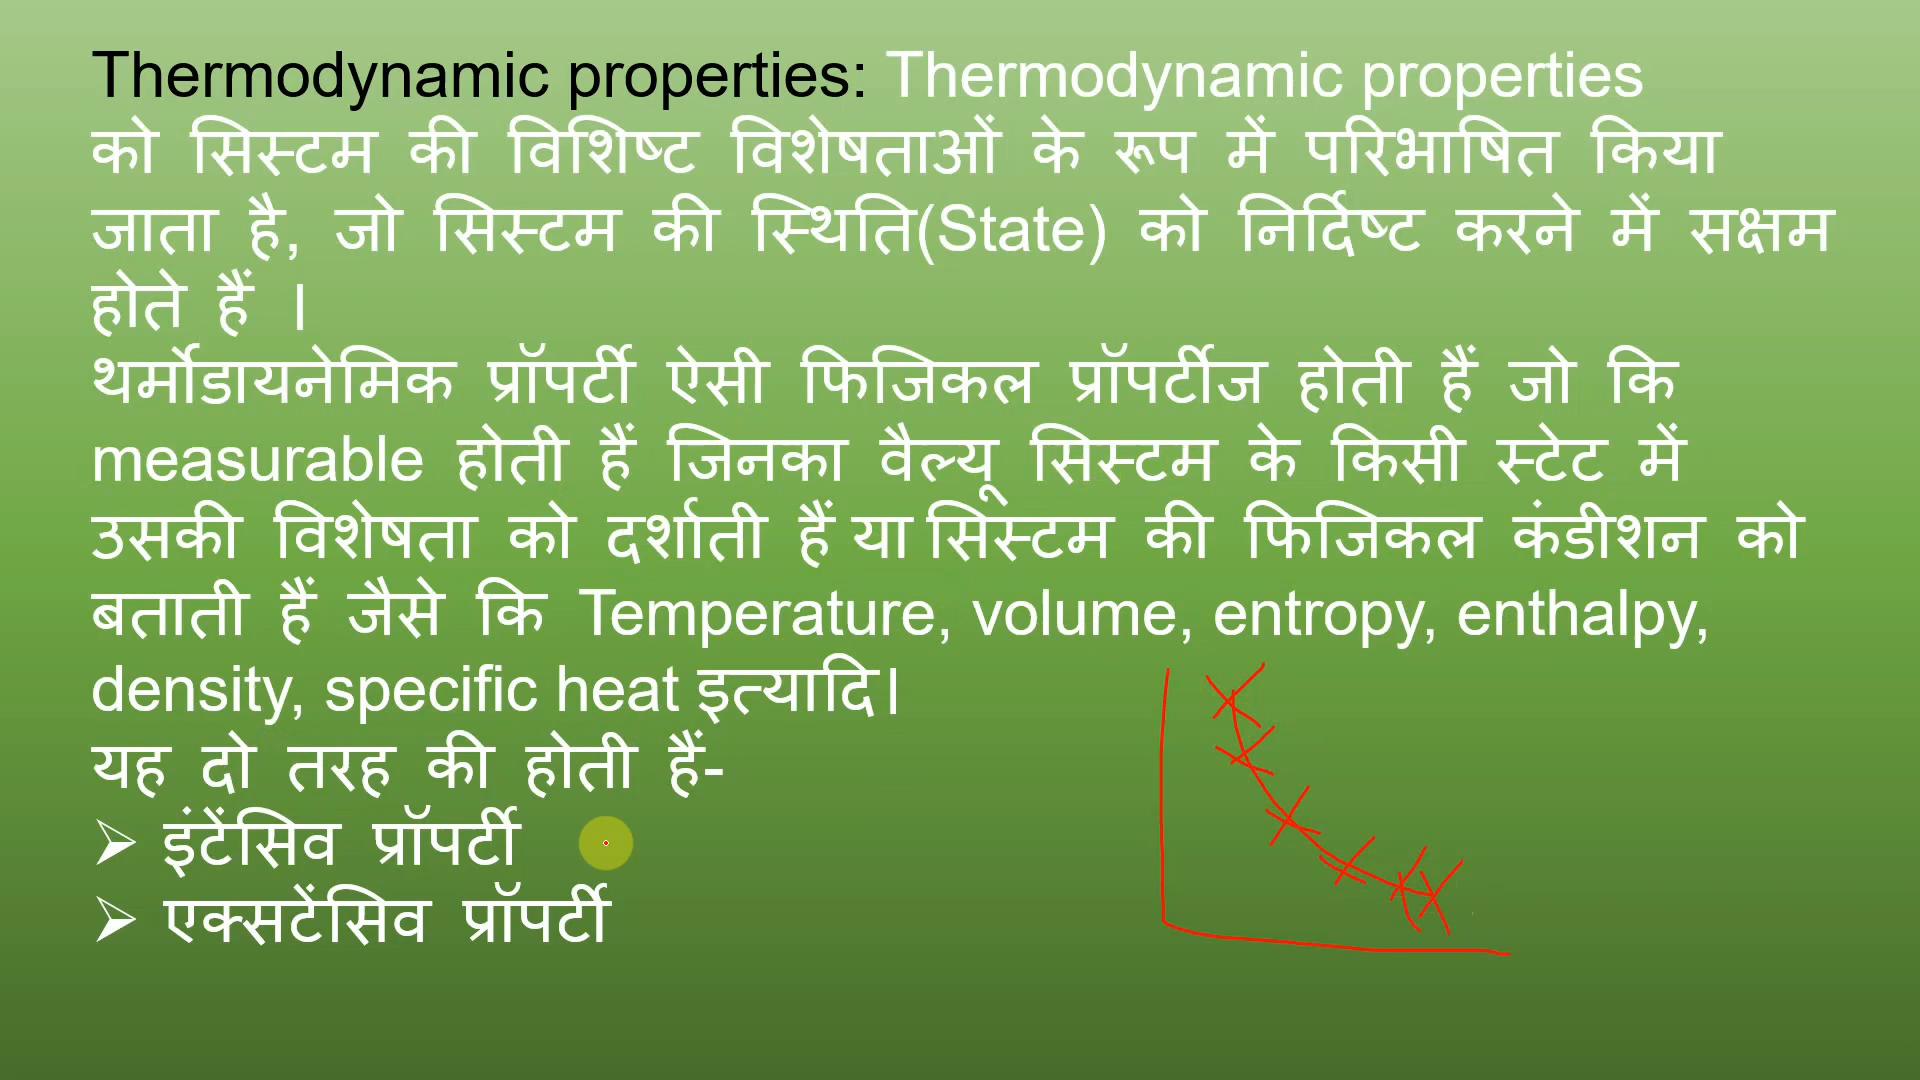 Thermodynamic properties: Thermodynamic properties
को सिस्टम की विशिष्ट विशेषताओं के रूप में परिभाषित किया
जाता है, जो सिस्टम की स्थिति(State) को निर्दिष्ट करने में सक्षम
होते हैं ।
थर्मोडायनेमिक प्रॉपर्टी ऐसी फिजिकल प्रॉपर्टीज होती हैं जो कि
measurable होती हैं जिनका वैल्यू सिस्टम के किसी स्टेट में
उसकी विशेषता को दर्शाती हैं या सिस्टम की फिजिकल कंडीशन को
बताती हैं जैसे कि Temperature, volume, entropy, enthalpy,
density, specific heat इत्यादि।
यह दो तरह की होती हैं-
➢ इंटेंसिव प्रॉपर्टी
➢ एक्सटेंसिव प्रॉपर्टी